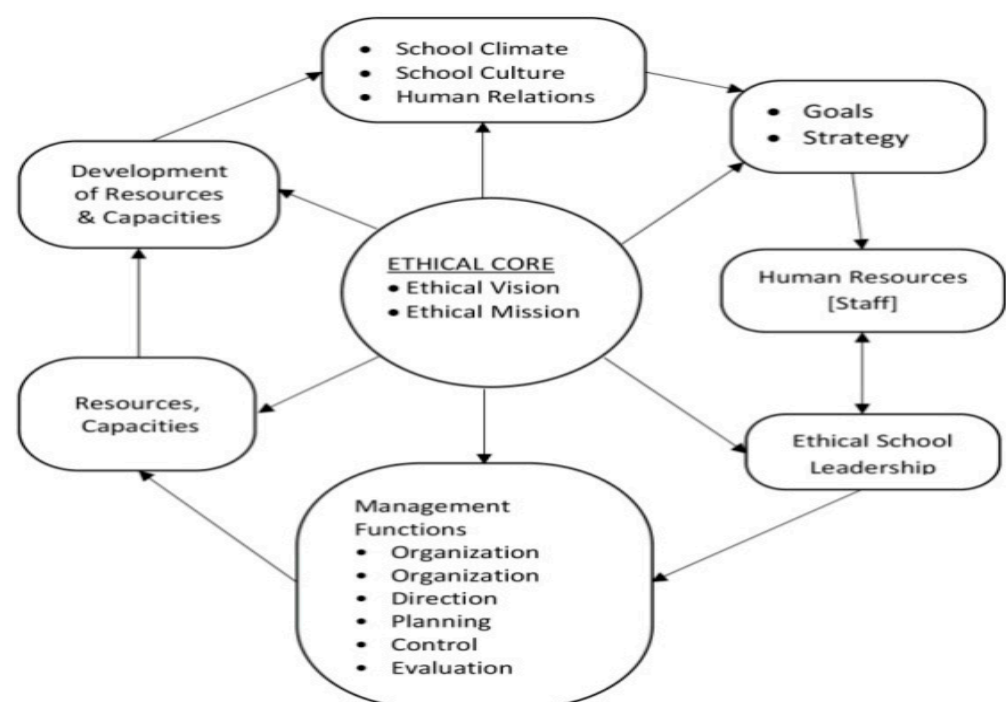 • School Climate
• School Culture
• Human Relations
• Goals
• Strategy
Development
of Resources
& Capacities
ETHICAL CORE
• Ethical Vision
• Ethical Mission
Human Resources
[Staff]
Resources,
Capacities
Ethical School
Leadership
Management
Functions
• Organization
• Organization
• Direction
• Planning
• Control
• Evaluation